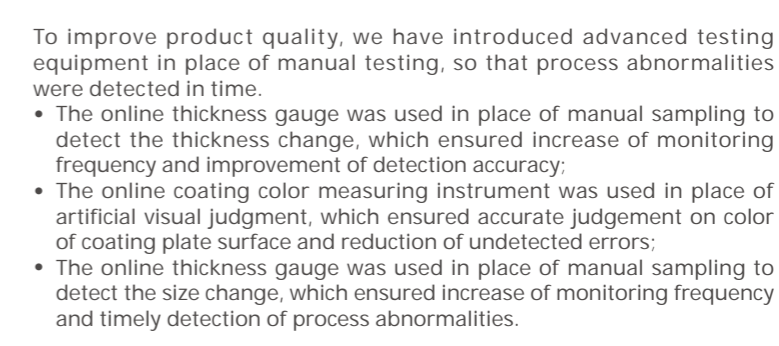 To improve product quality, we have introduced advanced testing
equipment in place of manual testing, so that process abnormalities
were detected in time.
• The online thickness gauge was used in place of manual sampling to
detect the thickness change, which ensured increase of monitoring
frequency and improvement of detection accuracy;
• The online coating color measuring instrument was used in place of
artificial visual judgment, which ensured accurate judgement on color
of coating plate surface and reduction of undetected errors;
• The online thickness gauge was used in place of manual sampling to
detect the size change, which ensured increase of monitoring frequency
and timely detection of process abnormalities.